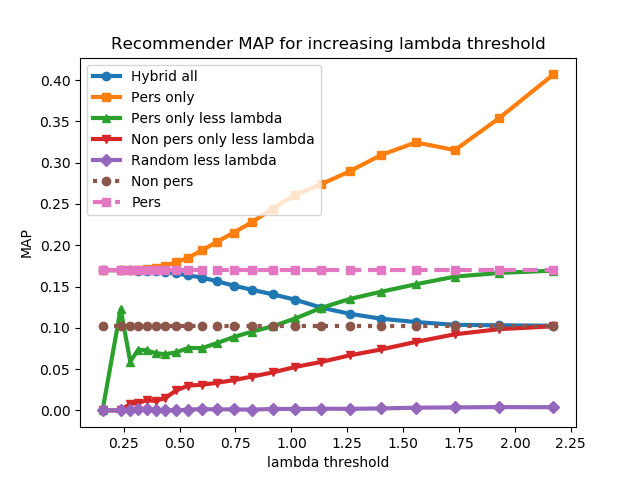 Recommender MAP for increasing lambda threshold
Hybrid all
Pers only
Pers only less lambda
Non pers only less lambda
Random less lambda
Non pers
Pers
MAP
0.40
0.35
0.30
0.25
0.20
0.15
0.10
0.05
0.00
0.25
0.50
0.75
1.00
1.25
1.50
1.75
2.00
2.25
lambda threshold